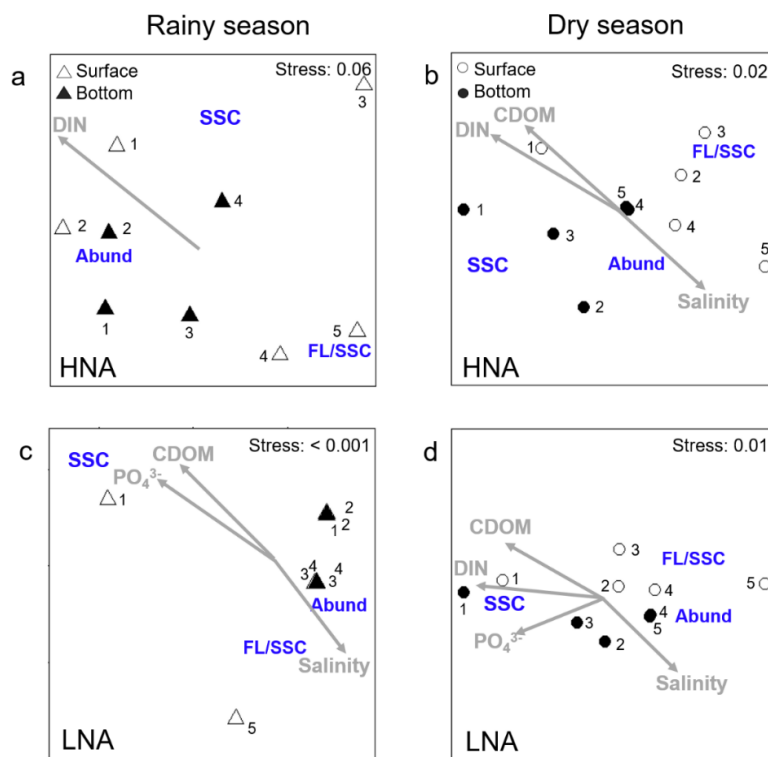 Rainy season
Dry season
a
△ Surface
▲ Bottom
Stress: 0.06
3
SSC
DIN
1
4
2
2
Abund
1
3
5
4
FL/SSC
HNA
b
○ Surface
● Bottom
Stress: 0.02
CDOM
DIN
1
3
FL/SSC
2
5
4
1
3
4
SSC
Abund
5
2
Salinity
HNA
c
Stress: < 0.001
SSC
CDOM
PO₄³⁻
1
2
1 2
4 4
3 3
Abund
FL/SSC
Salinity
5
LNA
d
Stress: 0.01
CDOM
3
FL/SSC
DIN
1
2
4
5
1
SSC
Abund
4
5
3
PO₄³⁻
2
Salinity
LNA